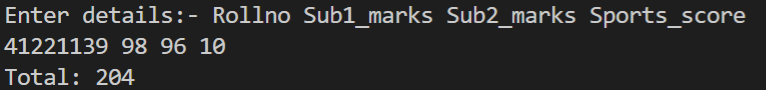 Enter details:- Rollno Sub1_marks Sub2_marks Sports_score
41221139 98 96 10
Total: 204